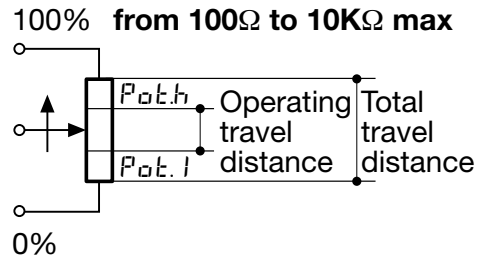 100% from 100Ω to 10KΩ max
Pot.h
Operating travel distance
Total travel distance
Pot.l
0%